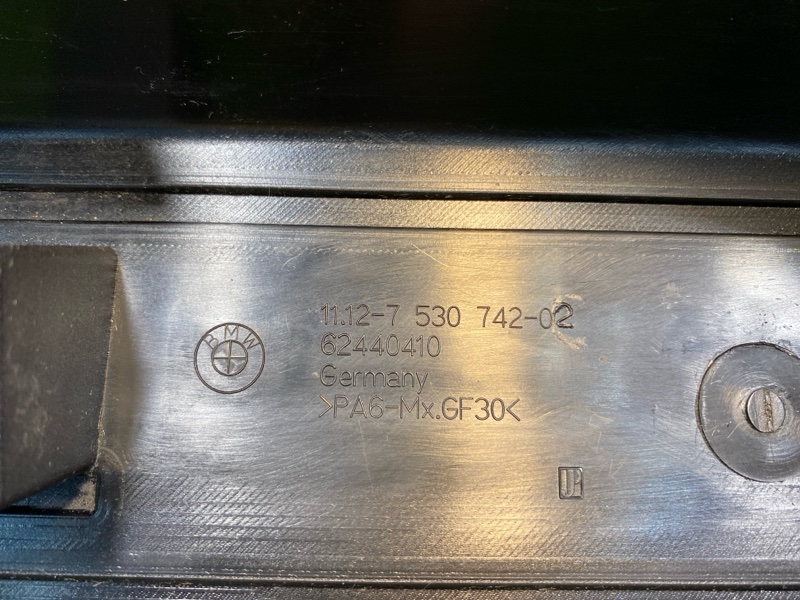 BMW
11.12-7 530 742-02
62440410
Germany
>PA6-Mx.GF30<